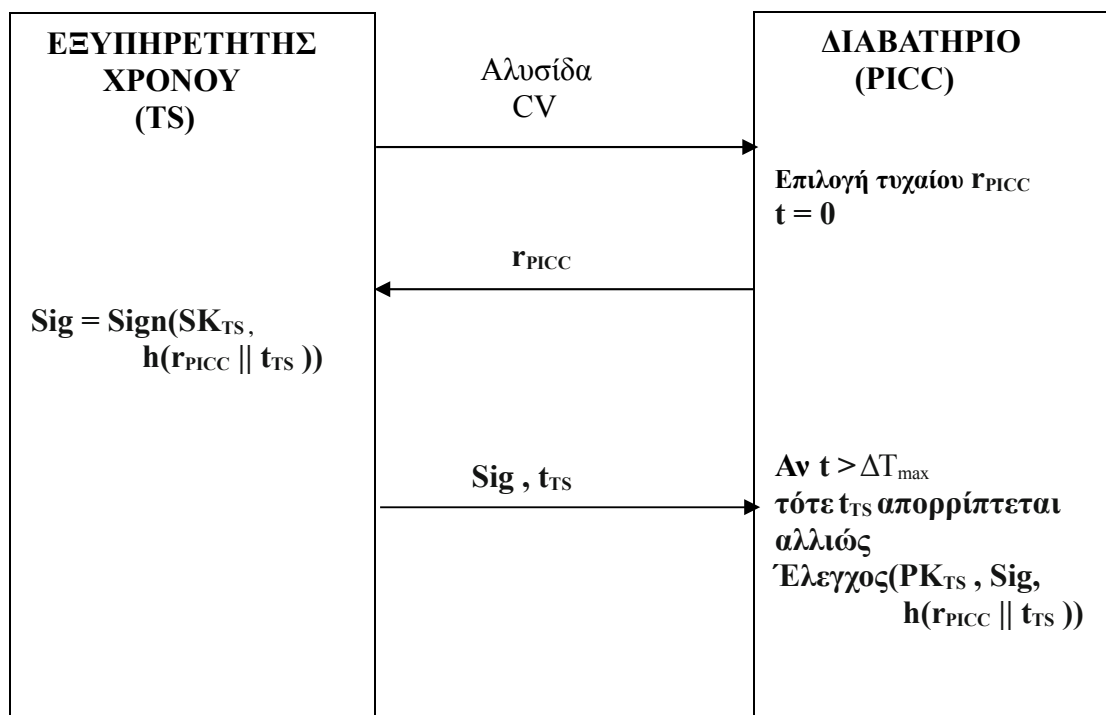 ΕΞΥΠΗΡΕΤΗΤΗΣ
ΧΡΟΝΟΥ
(TS)
Αλυσίδα
CV
ΔΙΑΒΑΤΗΡΙΟ
(PICC)
Επιλογή τυχαίου rPICC
t = 0
rPICC
Sig = Sign(SKTS ,
h(rPICC || tTS ))
Sig , tTS
Αν t > ΔTmax
τότε tTS απορρίπτεται
αλλιώς
Έλεγχος(PKTS , Sig,
h(rPICC || tTS ))